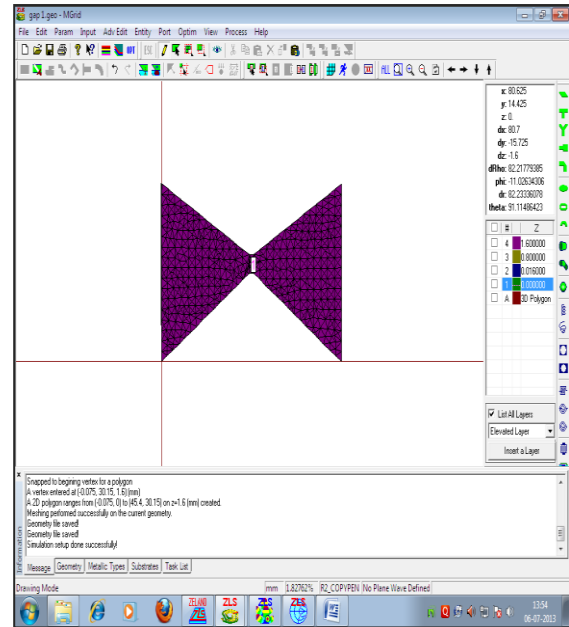 gap 1.geo - MGrid
File Edit Param Input Adv Edit Entity Port Optim View Process Help
ALL
x: 80.625
y: 14.425
z: 0.
dx: 80.7
dy: -15.725
dz: -1.6
dRho: 82.21779385
phi: -11.02634306
dr: 82.23336078
theta: 91.11486423
# Z
4 1.600000
3 0.800000
2 0.016000
1 0.000000
A 3D Polygon
List All Layers
Elevated Layer
Insert a Layer
Snapped to begining vertex for a polygon
A vertex entered at (-0.075, 30.15, 1.6) (mm)
A 2D polygon ranges from (-0.075, 0) to (45.4, 30.15) on z=1.6 (mm) created.
Meshing performed successfully on the current geometry.
Geometry file saved!
Geometry file saved!
Simulation setup done successfully!
Information
Message Geometry Metallic Types Substrates Task List
Drawing Mode mm 1.82762% R2_COPYPEN No Plane Wave Defined
ZELAND ZLS ZDS ZES
13:54
06-07-2013